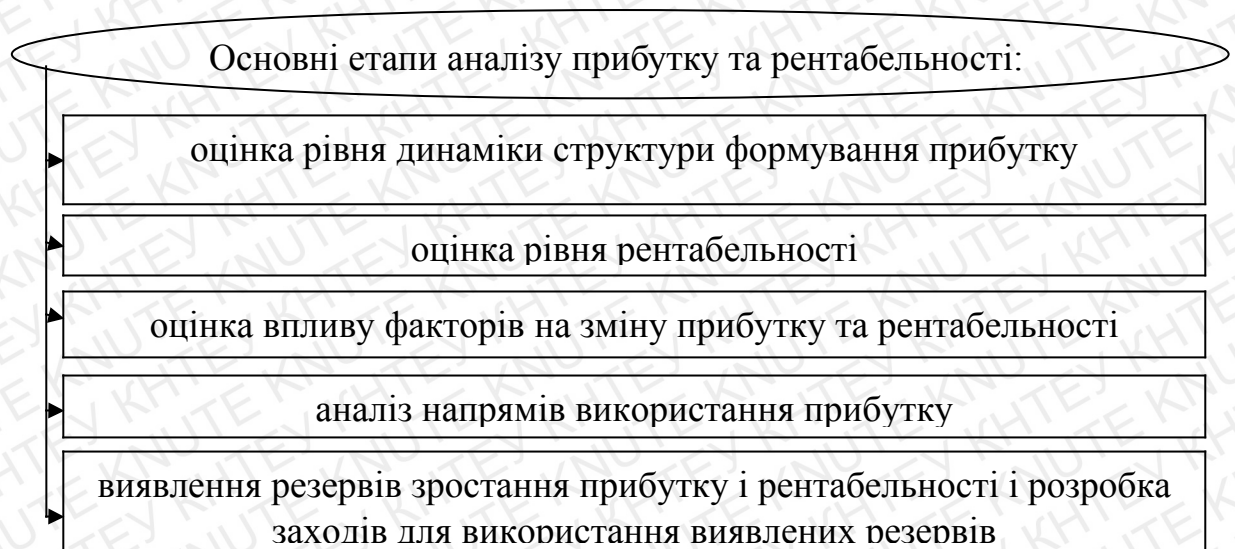 Основні етапи аналізу прибутку та рентабельності:
оцінка рівня динаміки структури формування прибутку
оцінка рівня рентабельності
оцінка впливу факторів на зміну прибутку та рентабельності
аналіз напрямів використання прибутку
виявлення резервів зростання прибутку і рентабельності і розробка
заходів для використання виявлених резервів